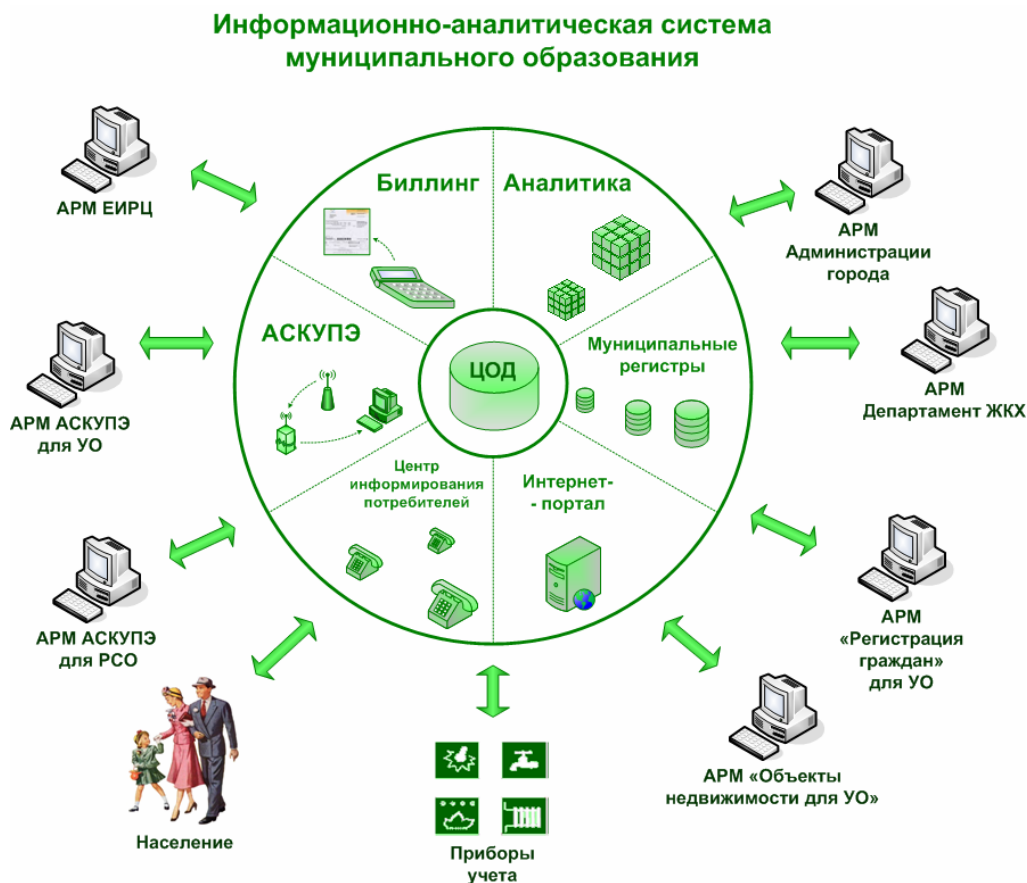 Информационно-аналитическая система
муниципального образования
АРМ ЕИРЦ
Биллинг
Аналитика
АРМ
Администрации
города
АСКУПЭ
ЦОД
Муниципальные
регистры
АРМ АСКУПЭ
для УО
АРМ
Департамент ЖКХ
Центр
информирования
потребителей
Интернет-
- портал
АРМ АСКУПЭ
для РСО
АРМ
«Регистрация
граждан»
для УО
АРМ «Объекты
недвижимости для УО»
Население
Приборы
учета